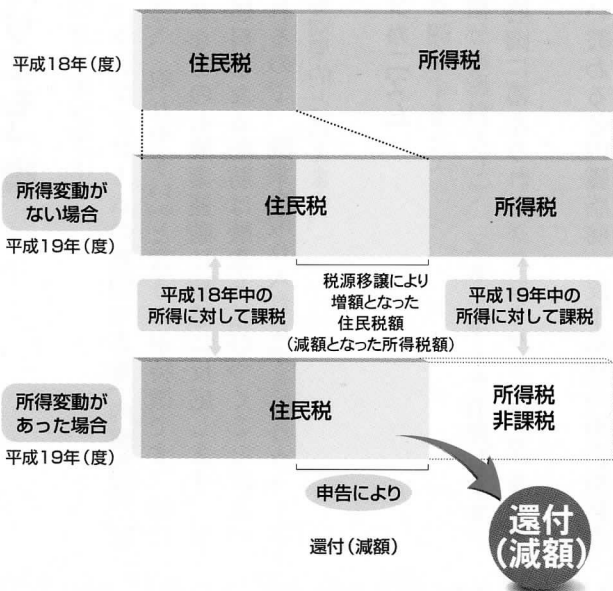 平成18年(度)
住民税
所得税
所得変動が
ない場合
平成19年(度)
住民税
所得税
平成18年中の
所得に対して課税
税源移譲により
増額となった
住民税額
(減額となった所得税額)
平成19年中の
所得に対して課税
所得変動が
あった場合
平成19年(度)
住民税
所得税
非課税
申告により
還付(減額)
還付
(減額)